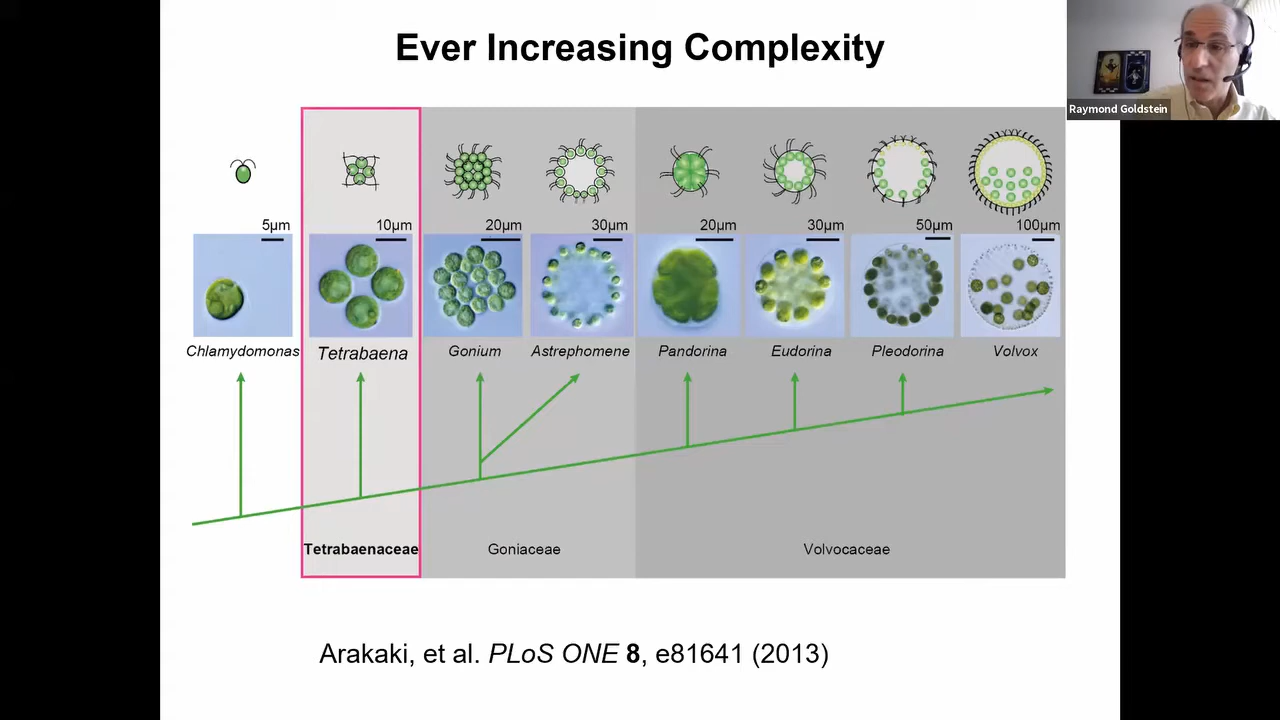 Ever Increasing Complexity
Raymond Goldstein
5μm 10μm 20μm 30μm 20μm 30μm 50μm 100μm
Chlamydomonas Tetrabaena Gonium Astrephomene Pandorina Eudorina Pleodorina Volvox
Tetrabaenaceae Goniaceae Volvocaceae
Arakaki, et al. PLoS ONE 8, e81641 (2013)